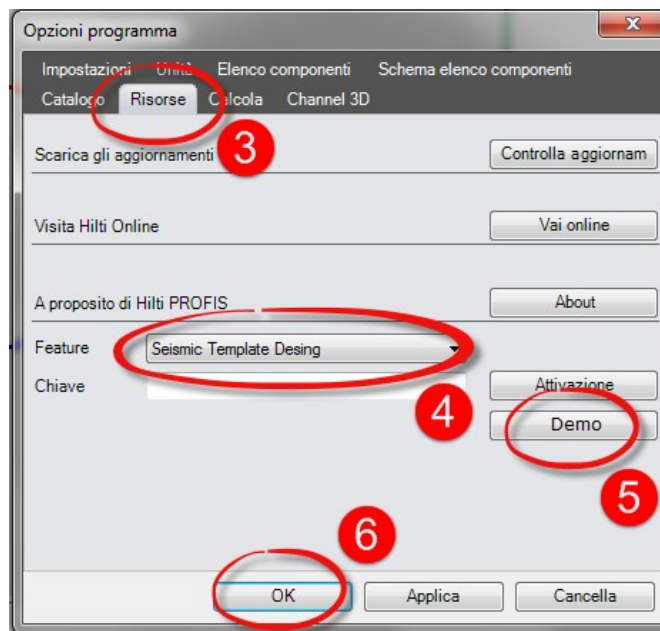 Opzioni programma
x
Impostazioni Unità Elenco componenti Schema elenco componenti
Catalogo Risorse Calcola Channel 3D
3
Scarica gli aggiornamenti Controlla aggiornam
Visita Hilti Online Vai online
A proposito di Hilti PROFIS About
Feature Seismic Template Desing
Chiave Attivazione
4
Demo
5
6
OK Applica Cancella